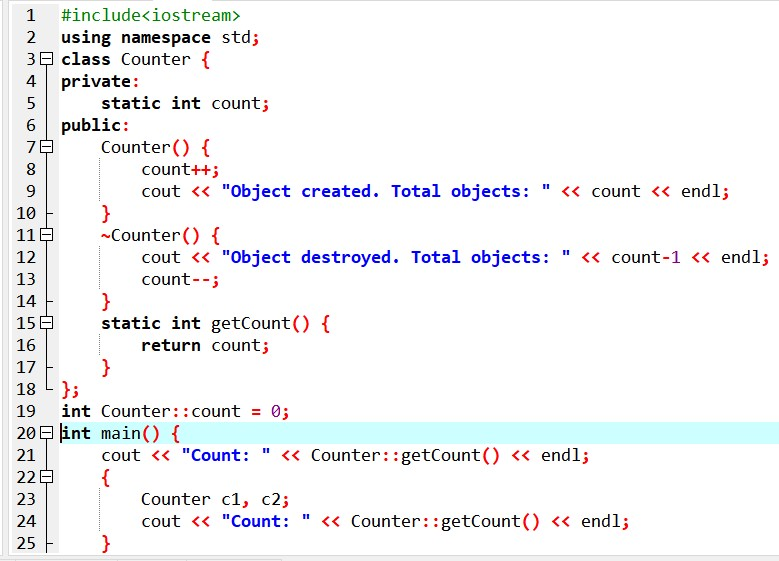 1 #include<iostream>
2 using namespace std;
3 class Counter {
4 private:
5     static int count;
6 public:
7     Counter() {
8         count++;
9         cout << "Object created. Total objects: " << count << endl;
10     }
11     ~Counter() {
12         cout << "Object destroyed. Total objects: " << count-1 << endl;
13         count--;
14     }
15     static int getCount() {
16         return count;
17     }
18 };
19 int Counter::count = 0;
20 int main() {
21     cout << "Count: " << Counter::getCount() << endl;
22     {
23         Counter c1, c2;
24         cout << "Count: " << Counter::getCount() << endl;
25     }